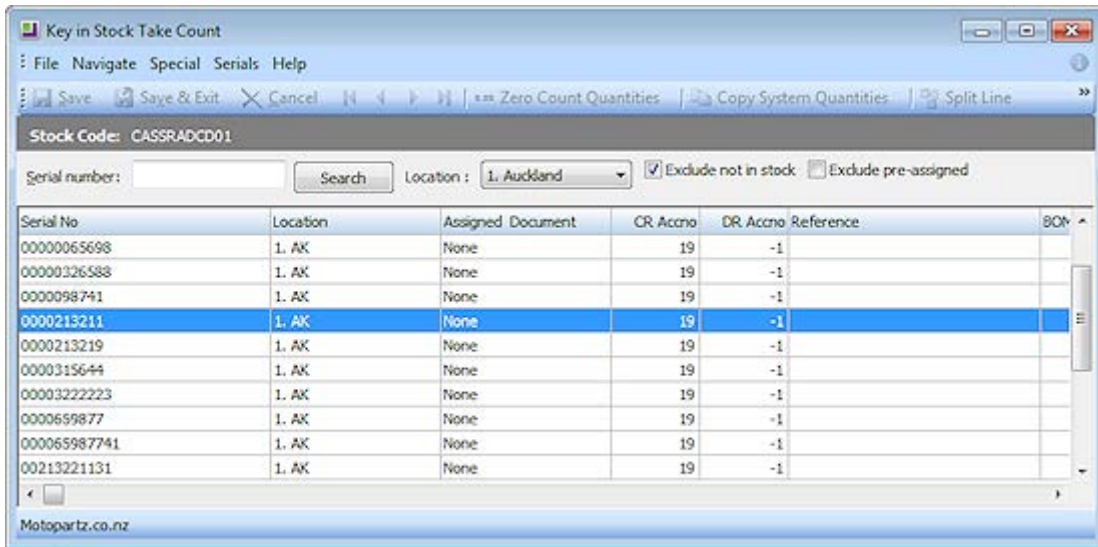 Key in Stock Take Count
File Navigate Special Serials Help
Save Save & Exit Cancel Zero Count Quantities Copy System Quantities Split Line »
Stock Code: CASSRADCD01
Serial number: Search Location : 1. Auckland Exclude not in stock Exclude pre-assigned
Serial No Location Assigned Document CR Accno DR Accno Reference BOM
00000065698 1. AK None 19 -1
00000326588 1. AK None 19 -1
0000098741 1. AK None 19 -1
0000213211 1. AK None 19 -1
0000213219 1. AK None 19 -1
0000315644 1. AK None 19 -1
00003222223 1. AK None 19 -1
0000659877 1. AK None 19 -1
000065987741 1. AK None 19 -1
00213221131 1. AK None 19 -1
Motopartz.co.nz